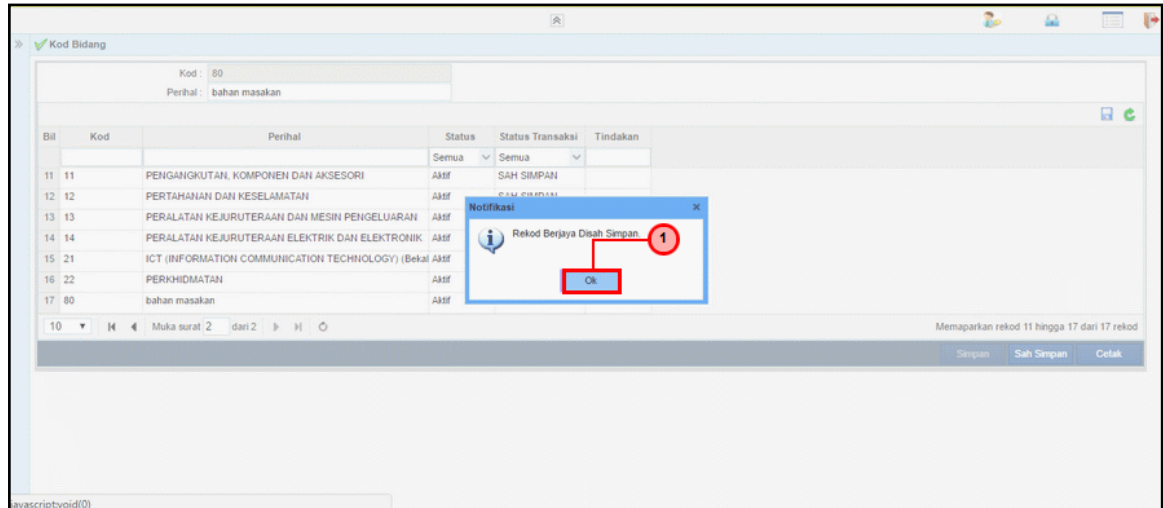 Kod Bidang
Kod : 80
Perihal : bahan masakan
Bil Kod Perihal Status Status Transaksi Tindakan
Semua Semua
11 11 PENGANGKUTAN, KOMPONEN DAN AKSESORI Aktif SAH SIMPAN
12 12 PERTAHANAN DAN KESELAMATAN Aktif SAH SIMPAN
13 13 PERALATAN KEJURUTERAAN DAN MESIN PENGELUARAN Aktif
14 14 PERALATAN KEJURUTERAAN ELEKTRIK DAN ELEKTRONIK Aktif
15 21 ICT (INFORMATION COMMUNICATION TECHNOLOGY) (Bekal Aktif
16 22 PERKHIDMATAN Aktif
17 80 bahan masakan Aktif
Notifikasi x
Rekod Berjaya Disah Simpan.
1
Ok
10 Muka surat 2 dari 2 Memaparkan rekod 11 hingga 17 dari 17 rekod
Simpan Sah Simpan Cetak
javascript:void(0)